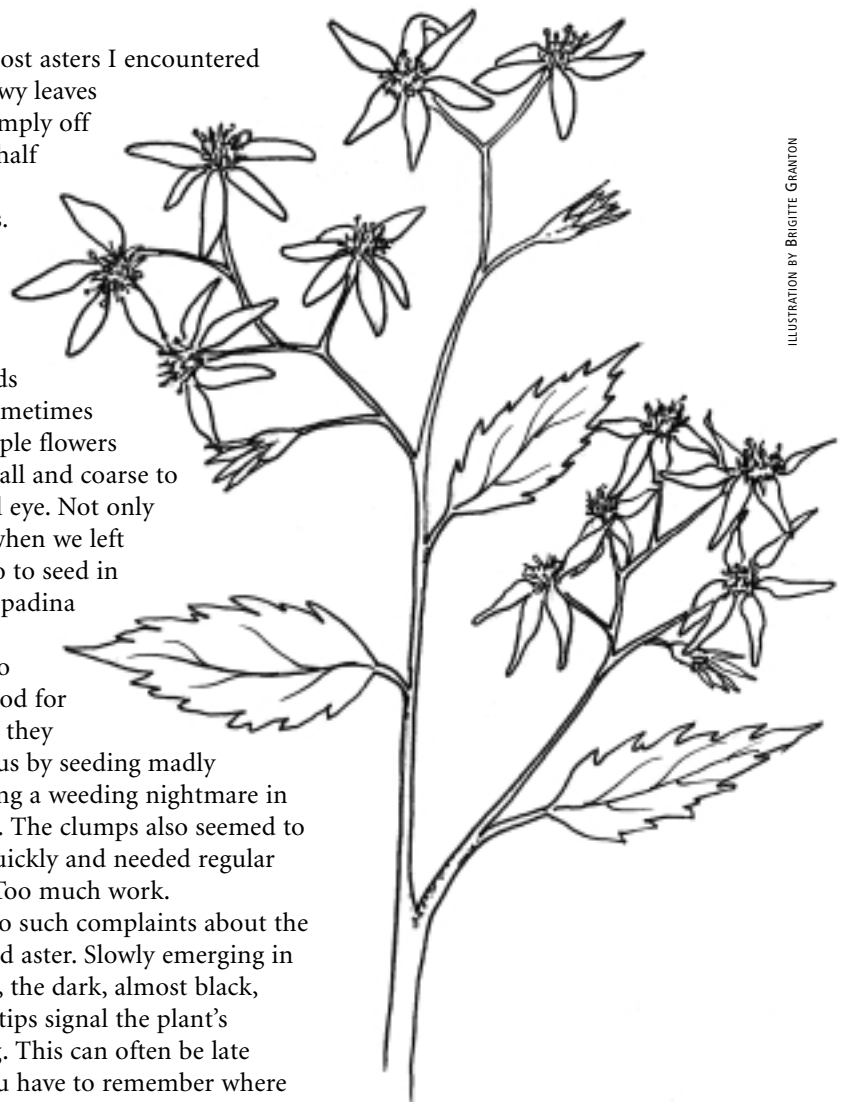 ost asters I encountered
wy leaves
mply off
half
s.
ds
metimes
ple flowers
all and coarse to
l eye. Not only
when we left
o to seed in
padina
o
od for
they
us by seeding madly
ng a weeding nightmare in
. The clumps also seemed to
uickly and needed regular
Too much work.
o such complaints about the
d aster. Slowly emerging in
, the dark, almost black,
tips signal the plant’s
g. This can often be late
u have to remember where
ILLUSTRATION BY BRIGITTE GRANTON